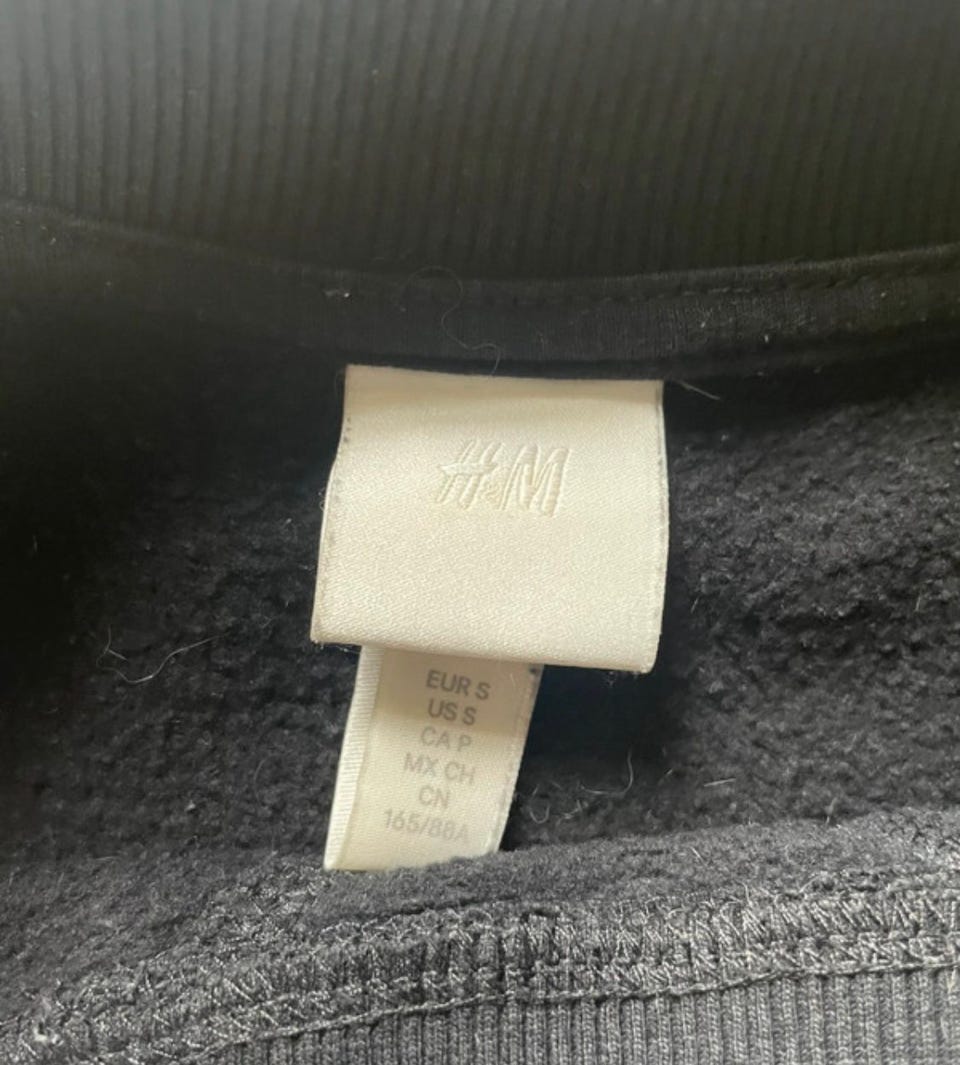 H&M
EUR S
US S
CA P
MX CH
CN
165/88A